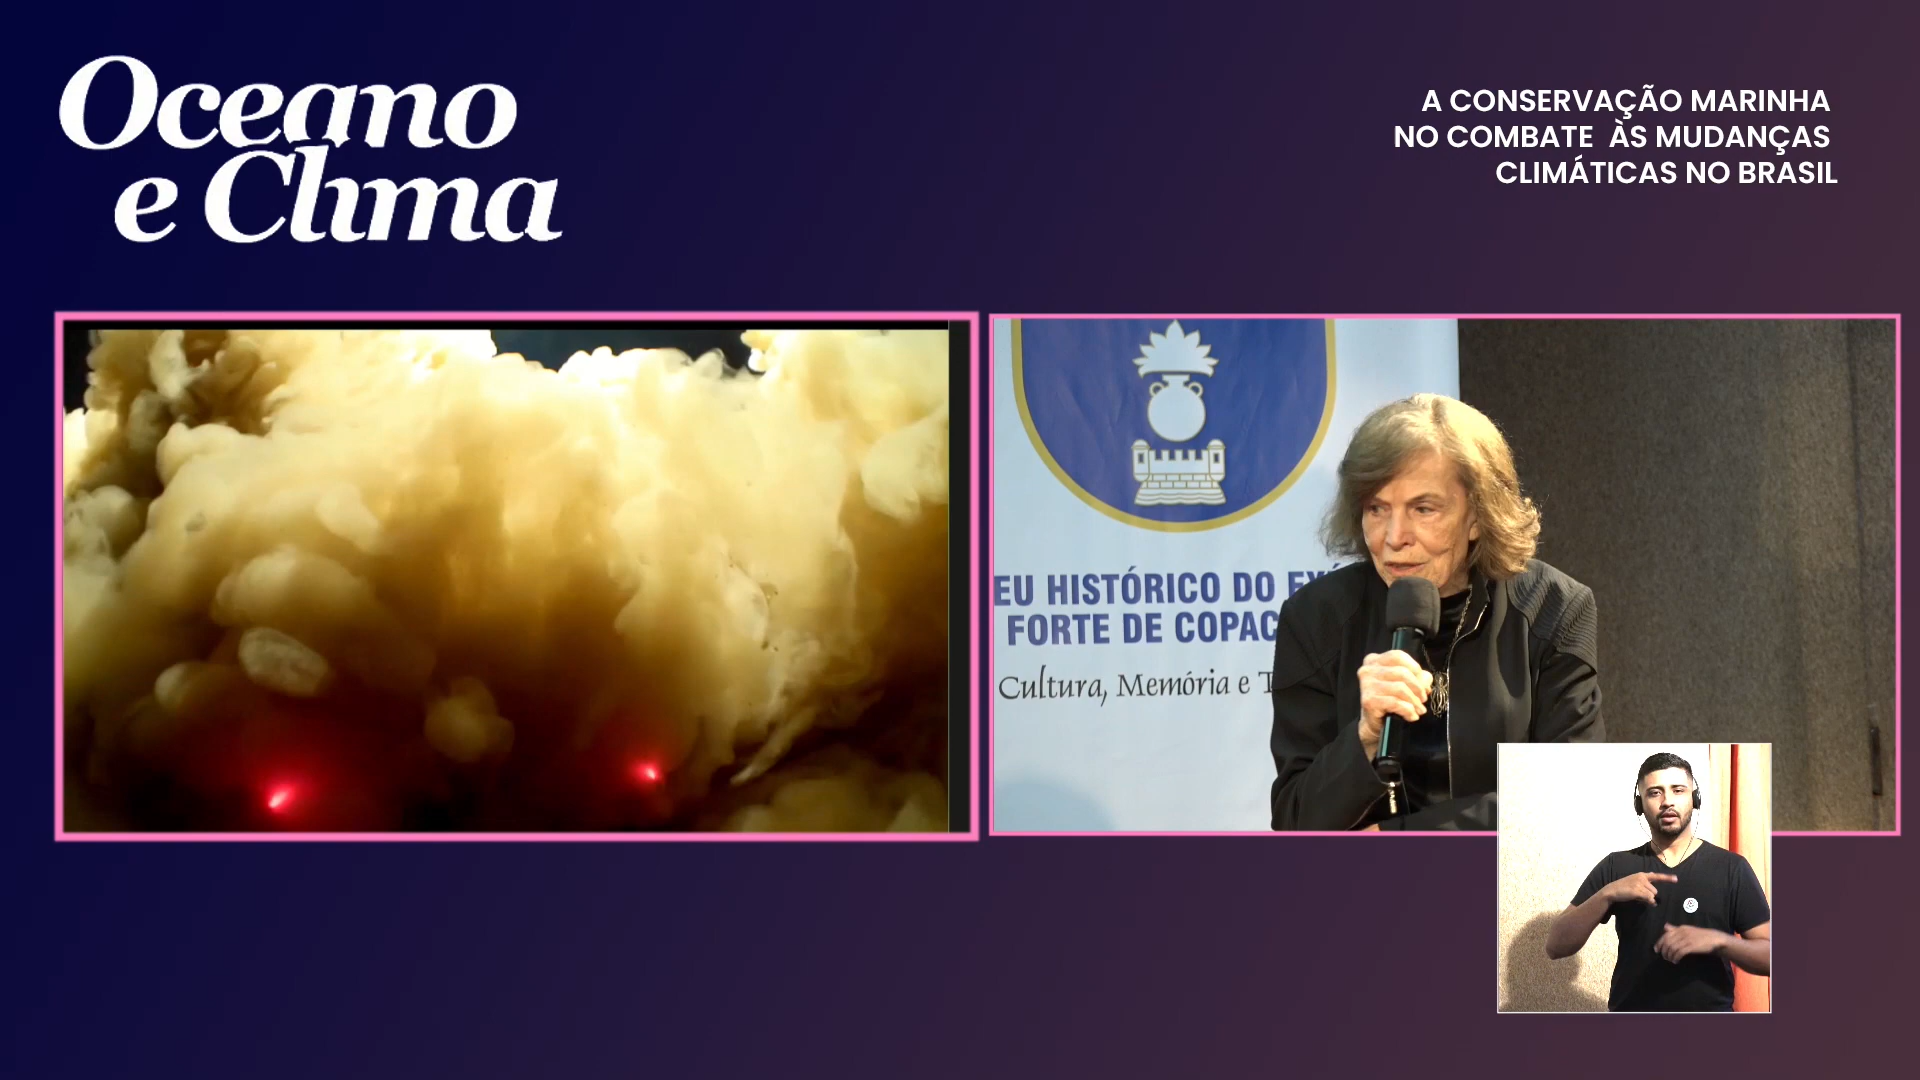 Oceano
e Clima
A CONSERVAÇÃO MARINHA
NO COMBATE ÀS MUDANÇAS
CLIMÁTICAS NO BRASIL
EU HISTÓRICO DO EXÉ
FORTE DE COPAC
Cultura, Memória e T